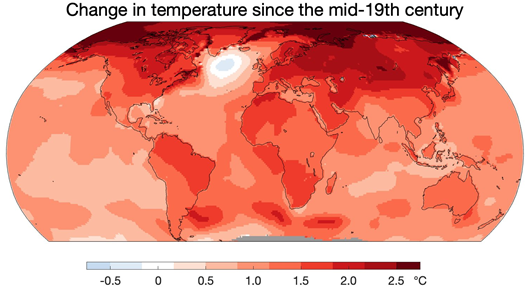 Change in temperature since the mid-19th century
-0.5 0 0.5 1.0 1.5 2.0 2.5 °C